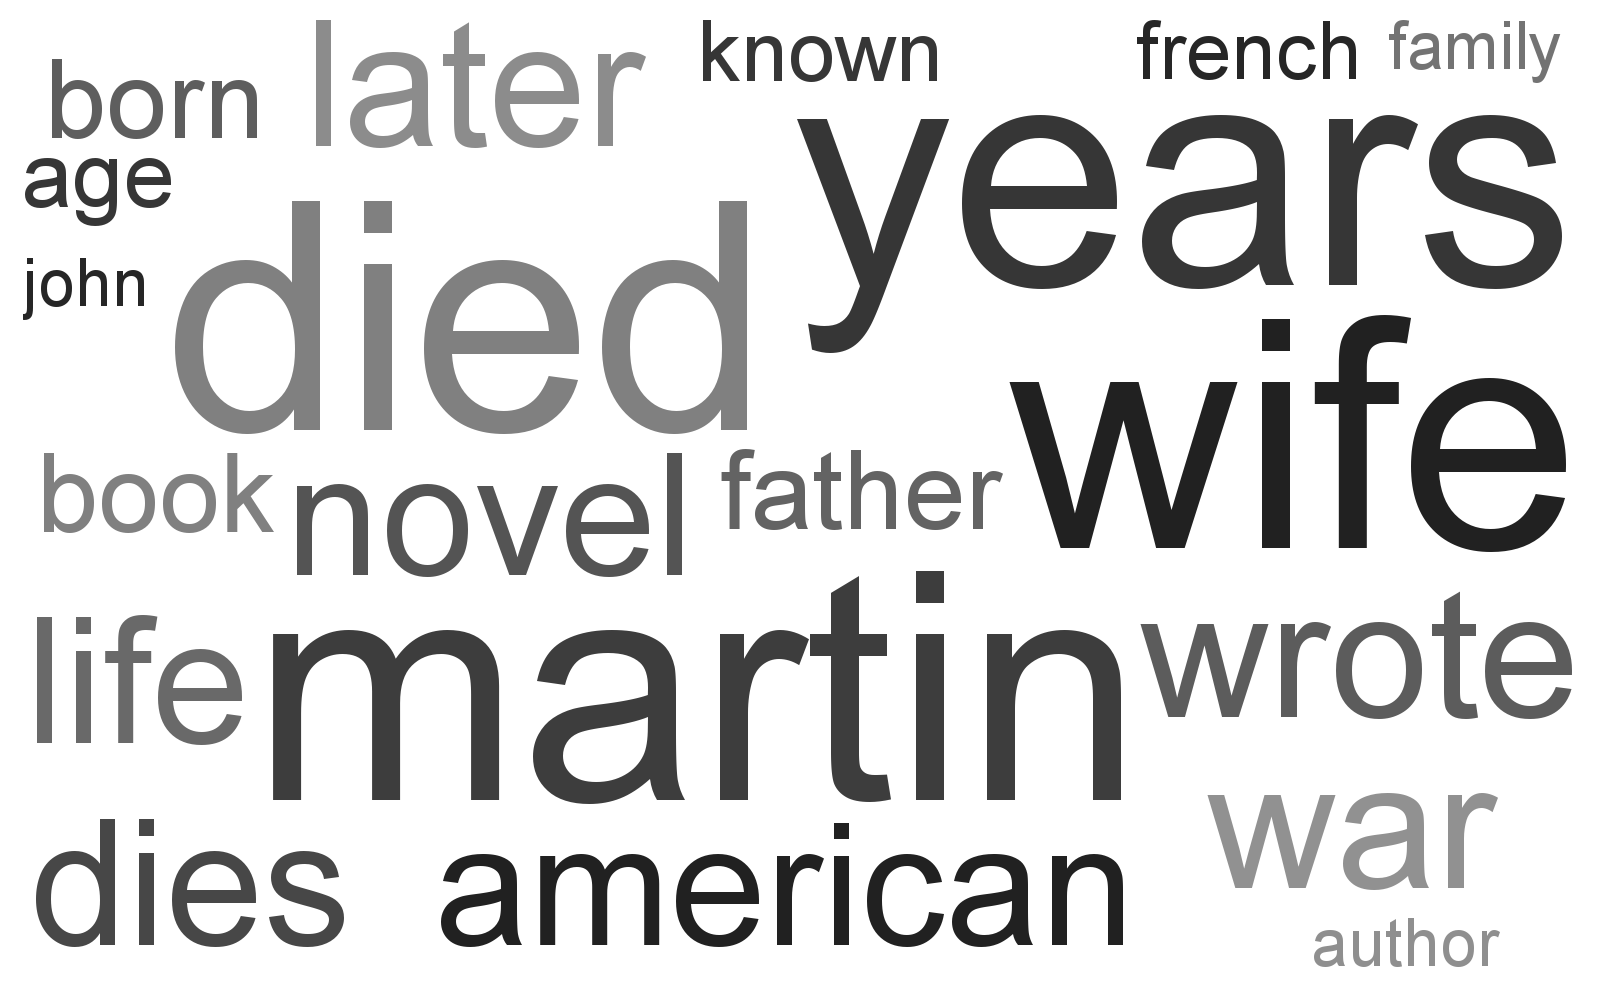 later known french family
born years
age
died
john
wife
book novel father
life martin wrote
dies american war
author